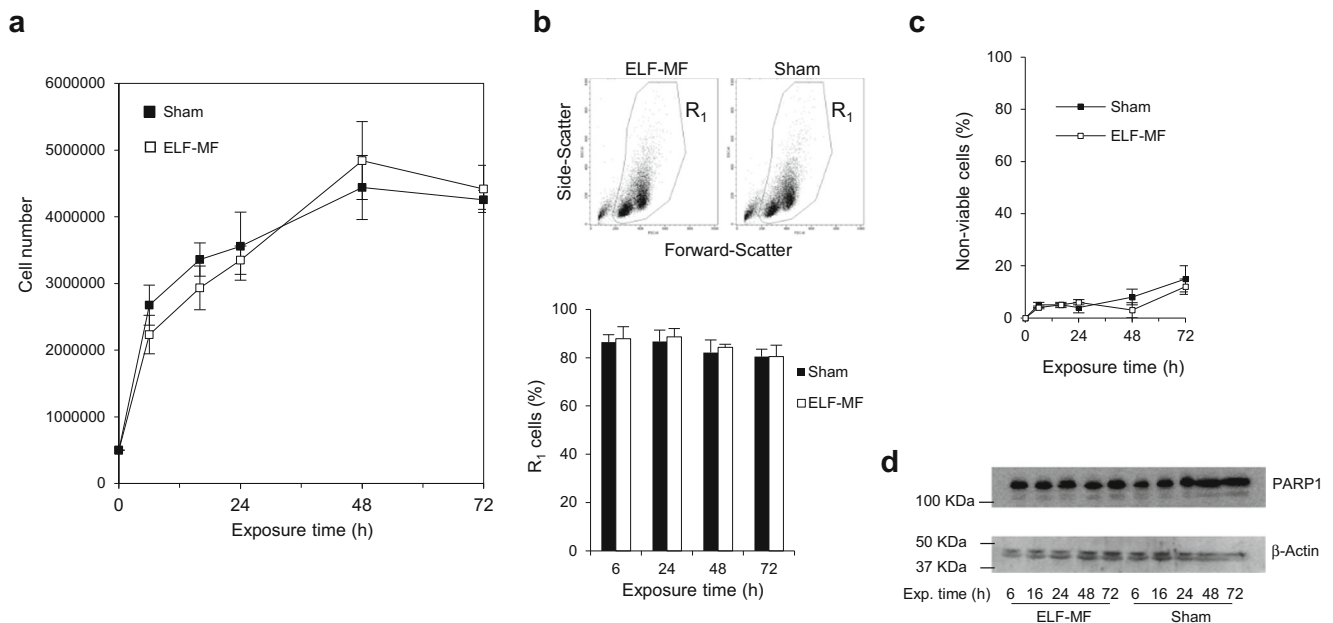 a
6000000
5000000
4000000
3000000
2000000
1000000
0
Cell number
Sham
ELF-MF
0 24 48 72
Exposure time (h)
b
ELF-MF Sham
R1 R1
Side-Scatter
Forward-Scatter
100
80
60
40
20
0
R1 cells (%)
Sham
ELF-MF
6 24 48 72
Exposure time (h)
c
100
80
60
40
20
0
Non-viable cells (%)
Sham
ELF-MF
0 24 48 72
Exposure time (h)
d
100 KDa
PARP1
50 KDa
37 KDa
β-Actin
Exp. time (h) 6 16 24 48 72 6 16 24 48 72
ELF-MF Sham